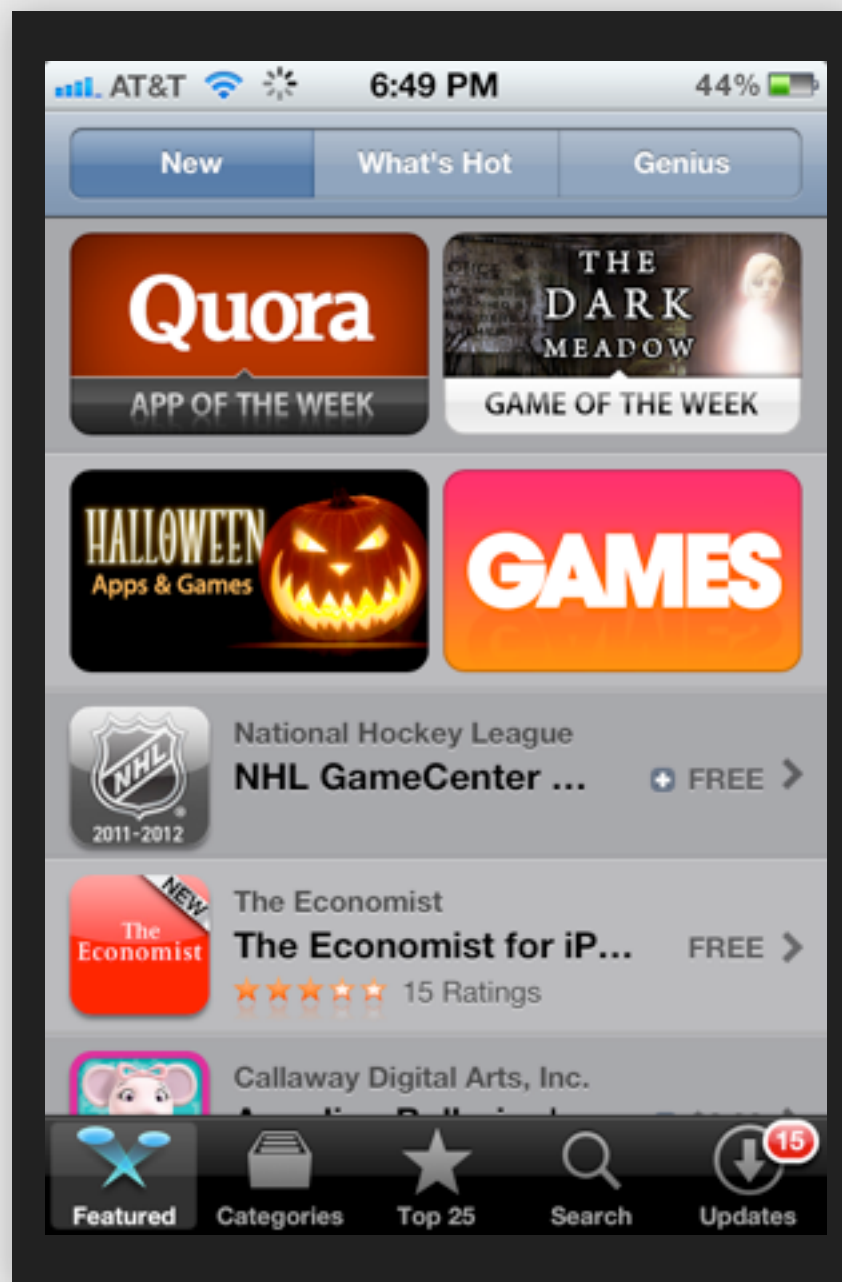 AT&T 6:49 PM 44%
New What's Hot Genius
Quora
APP OF THE WEEK
THE
DARK
MEADOW
GAME OF THE WEEK
HALLOWEEN
Apps & Games
GAMES
NHL
2011-2012
National Hockey League
NHL GameCenter ... FREE
NEW
The
Economist
The Economist
The Economist for iP... FREE
15 Ratings
Callaway Digital Arts, Inc.
Featured Categories Top 25 Search Updates
15